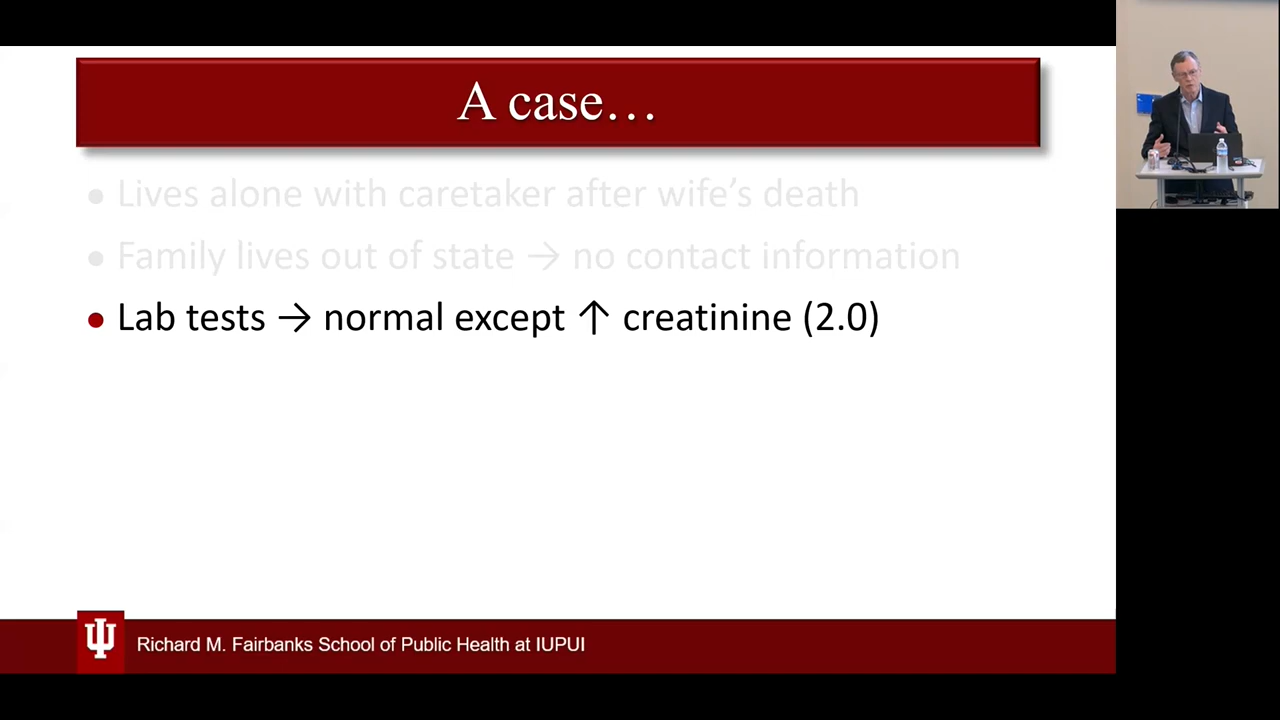 A case…
• Lives alone with caretaker after wife’s death
• Family lives out of state → no contact information
• Lab tests → normal except ↑ creatinine (2.0)
Richard M. Fairbanks School of Public Health at IUPUI